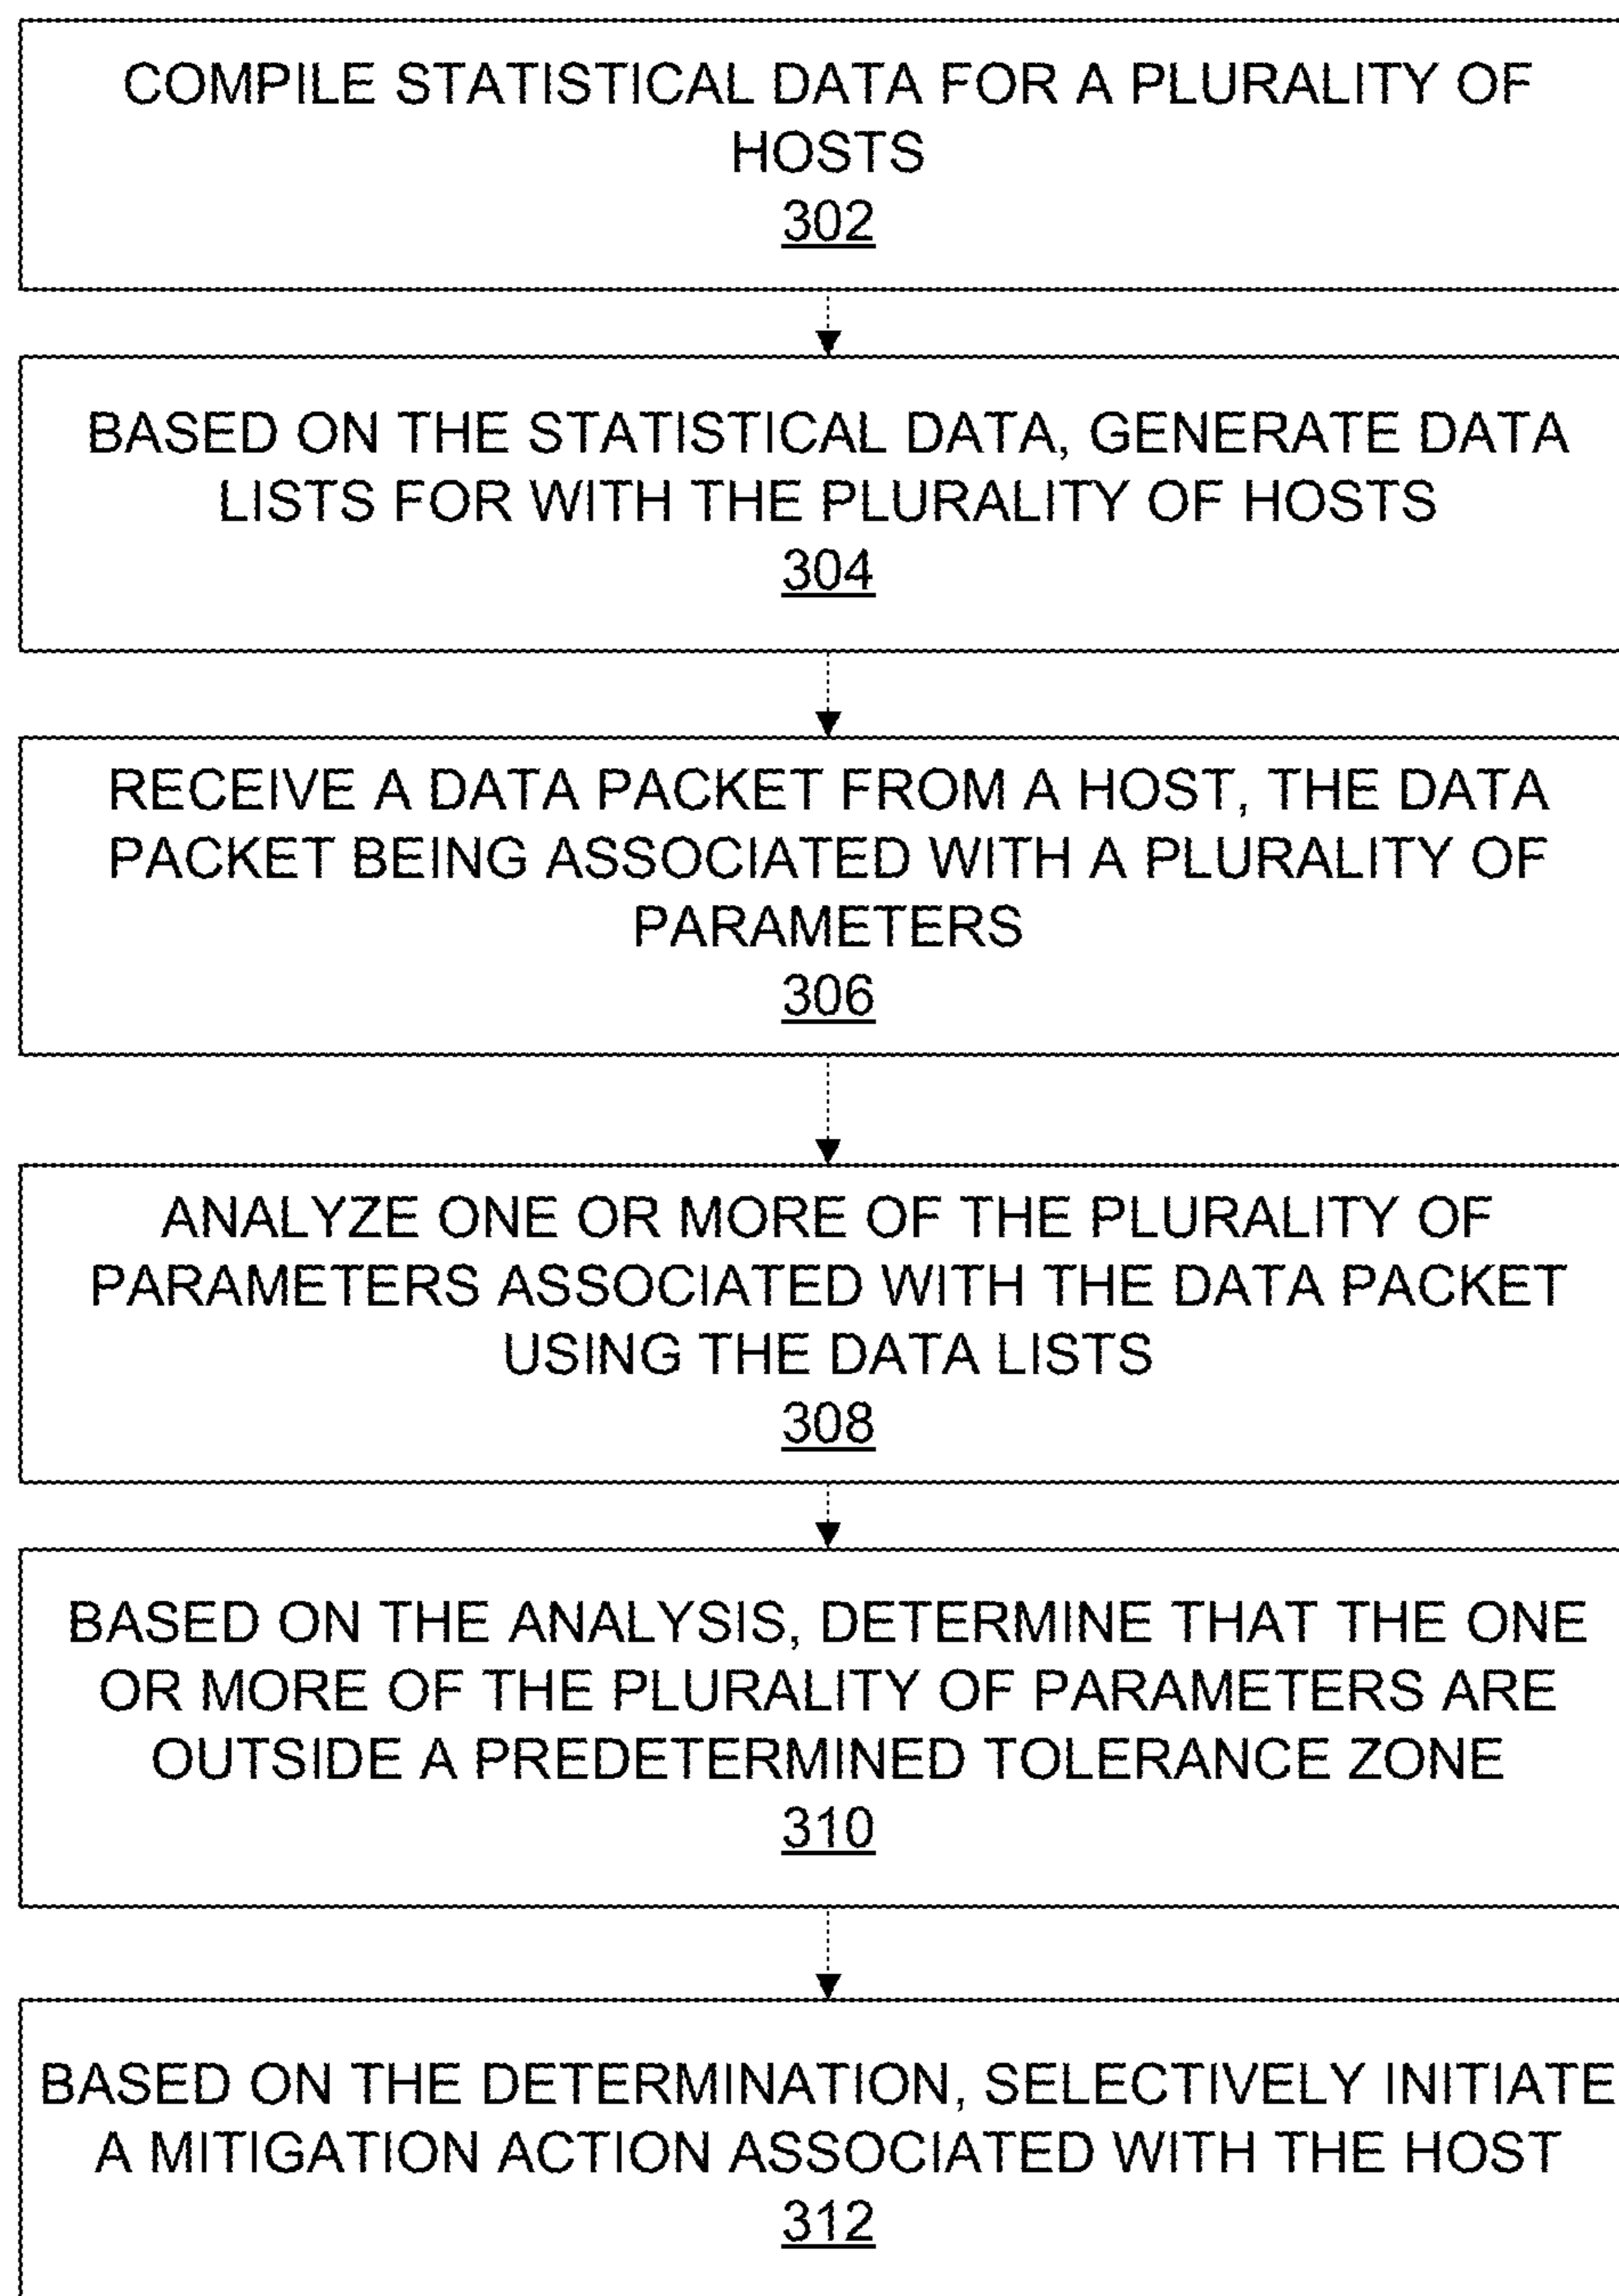 COMPILE STATISTICAL DATA FOR A PLURALITY OF
HOSTS
302
BASED ON THE STATISTICAL DATA, GENERATE DATA
LISTS FOR WITH THE PLURALITY OF HOSTS
304
RECEIVE A DATA PACKET FROM A HOST, THE DATA
PACKET BEING ASSOCIATED WITH A PLURALITY OF
PARAMETERS
306
ANALYZE ONE OR MORE OF THE PLURALITY OF
PARAMETERS ASSOCIATED WITH THE DATA PACKET
USING THE DATA LISTS
308
BASED ON THE ANALYSIS, DETERMINE THAT THE ONE
OR MORE OF THE PLURALITY OF PARAMETERS ARE
OUTSIDE A PREDETERMINED TOLERANCE ZONE
310
BASED ON THE DETERMINATION, SELECTIVELY INITIATE
A MITIGATION ACTION ASSOCIATED WITH THE HOST
312